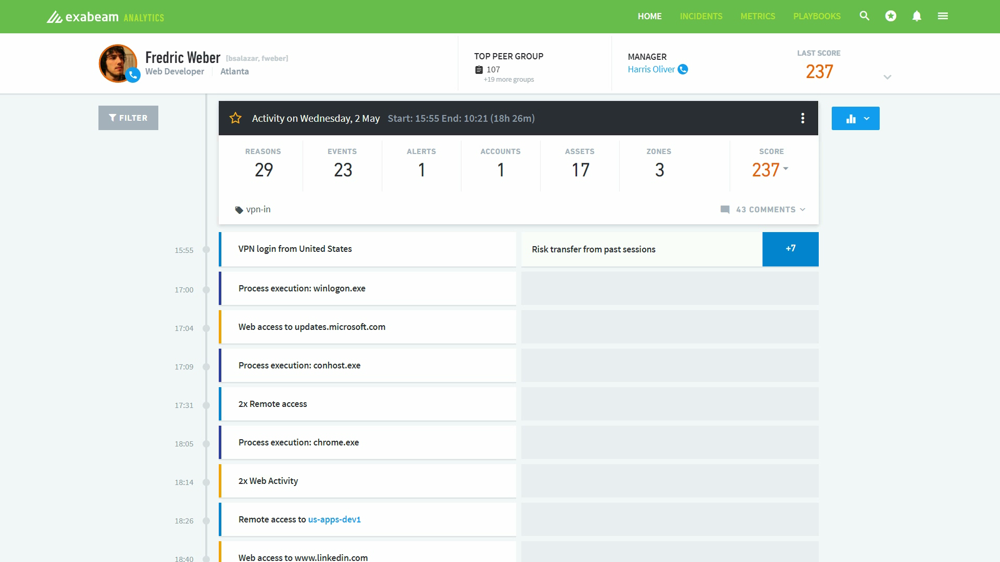 exabeam ANALYTICS
HOME INCIDENTS METRICS PLAYBOOKS
Fredric Weber [bsalazar, fweber]
Web Developer Atlanta
TOP PEER GROUP
107
+19 more groups
MANAGER
Harris Oliver
LAST SCORE
237
FILTER
Activity on Wednesday, 2 May Start: 15:55 End: 10:21 (18h 26m)
REASONS EVENTS ALERTS ACCOUNTS ASSETS ZONES SCORE
29 23 1 1 17 3 237
vpn-in 43 COMMENTS
15:55 VPN login from United States Risk transfer from past sessions +7
17:00 Process execution: winlogon.exe
17:04 Web access to updates.microsoft.com
17:09 Process execution: conhost.exe
17:31 2x Remote access
18:05 Process execution: chrome.exe
18:14 2x Web Activity
18:26 Remote access to us-apps-dev1
18:40 Web access to www.linkedin.com